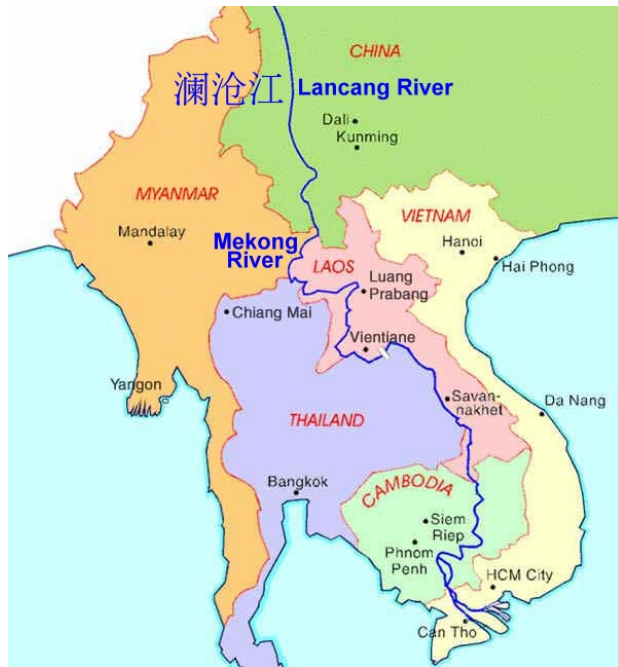 CHINA
澜沧江 Lancang River
Dali
Kunming
MYANMAR
VIETNAM
Mandalay
Mekong
River
Hanoi
Hai Phong
LAOS
Luang
Prabang
Chiang Mai
Vientiane
Yangon
Savan-
nakhet
Da Nang
THAILAND
Bangkok
CAMBODIA
Siem
Riep
Phnom
Penh
HCM City
Can Tho